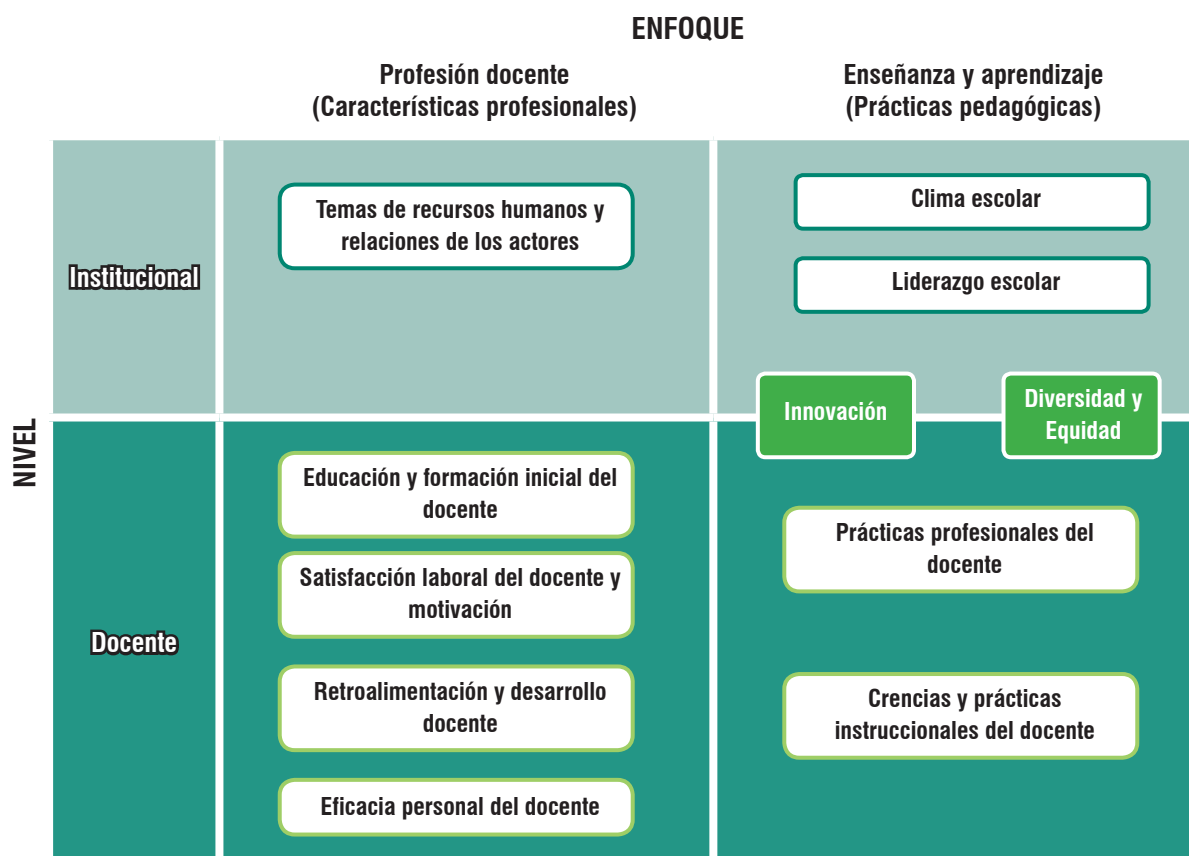 ENFOQUE
Profesión docente
(Características profesionales)
Enseñanza y aprendizaje
(Prácticas pedagógicas)
NIVEL
Institucional
Temas de recursos humanos y
relaciones de los actores
Clima escolar
Liderazgo escolar
Innovación
Diversidad y
Equidad
Docente
Educación y formación inicial del
docente
Satisfacción laboral del docente y
motivación
Retroalimentación y desarrollo
docente
Eficacia personal del docente
Prácticas profesionales del
docente
Crencias y prácticas
instruccionales del docente